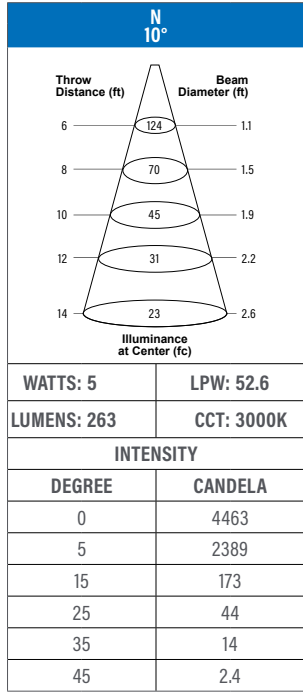 N
10°
Throw Distance (ft)
Beam Diameter (ft)
6 124 1.1
8 70 1.5
10 45 1.9
12 31 2.2
14 23 2.6
Illuminance
at Center (fc)
WATTS: 5 LPW: 52.6
LUMENS: 263 CCT: 3000K
INTENSITY
DEGREE CANDELA
0 4463
5 2389
15 173
25 44
35 14
45 2.4